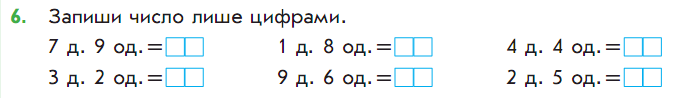 6. Запиши число лише цифрами.
7 д. 9 од.= 1 д. 8 од.= 4 д. 4 од.=
3 д. 2 од.= 9 д. 6 од.= 2 д. 5 од.=